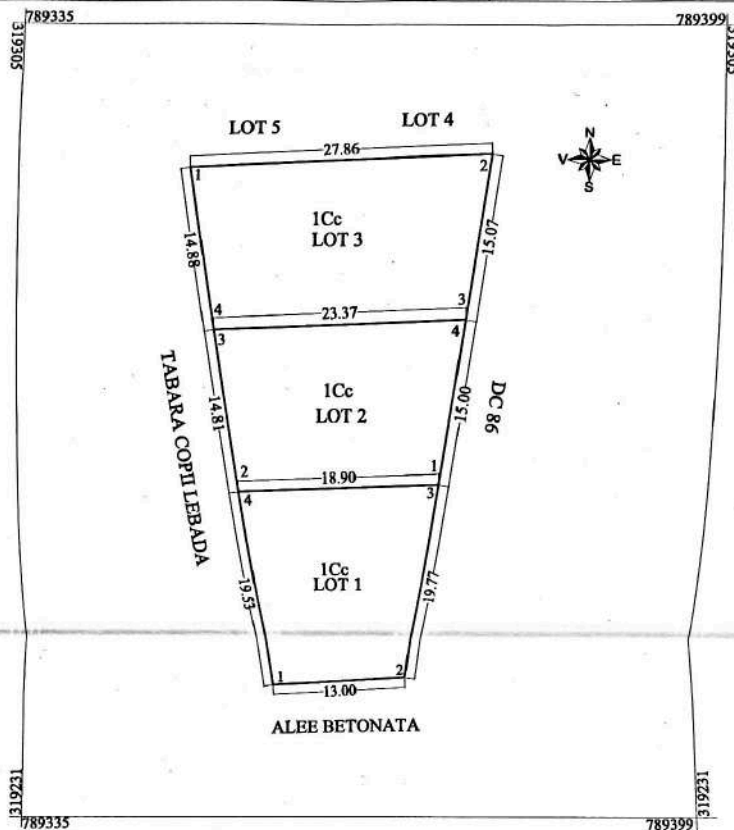 789335
789399
319305
319305
LOT 5
LOT 4
N
V
E
S
27.86
1
2
1Cc
LOT 3
14.88
15.07
4
3
23.37
3
4
1Cc
LOT 2
TABARA COPII LEBADA
14.81
15.00
DC 86
2
1
18.90
4
3
1Cc
LOT 1
19.53
19.77
1
2
13.00
ALEE BETONATA
319231
319231
789335
789399